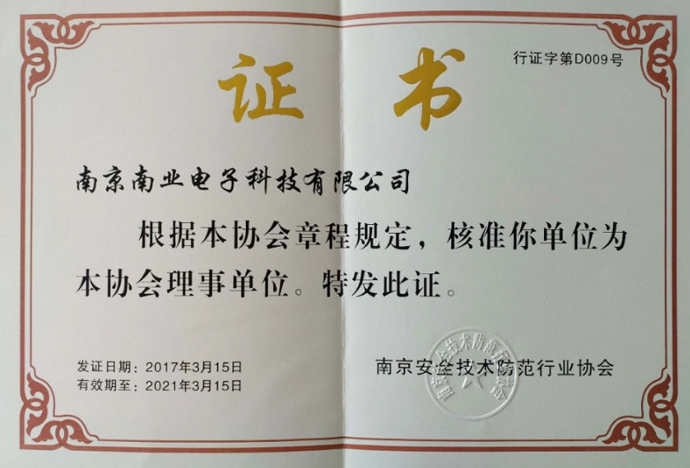 行证字第D009号
证书
南京南业电子科技有限公司
根据本协会章程规定，核准你单位为
本协会理事单位。特发此证。
发证日期：2017年3月15日
有效期至：2021年3月15日
南京安全技术防范行业协会